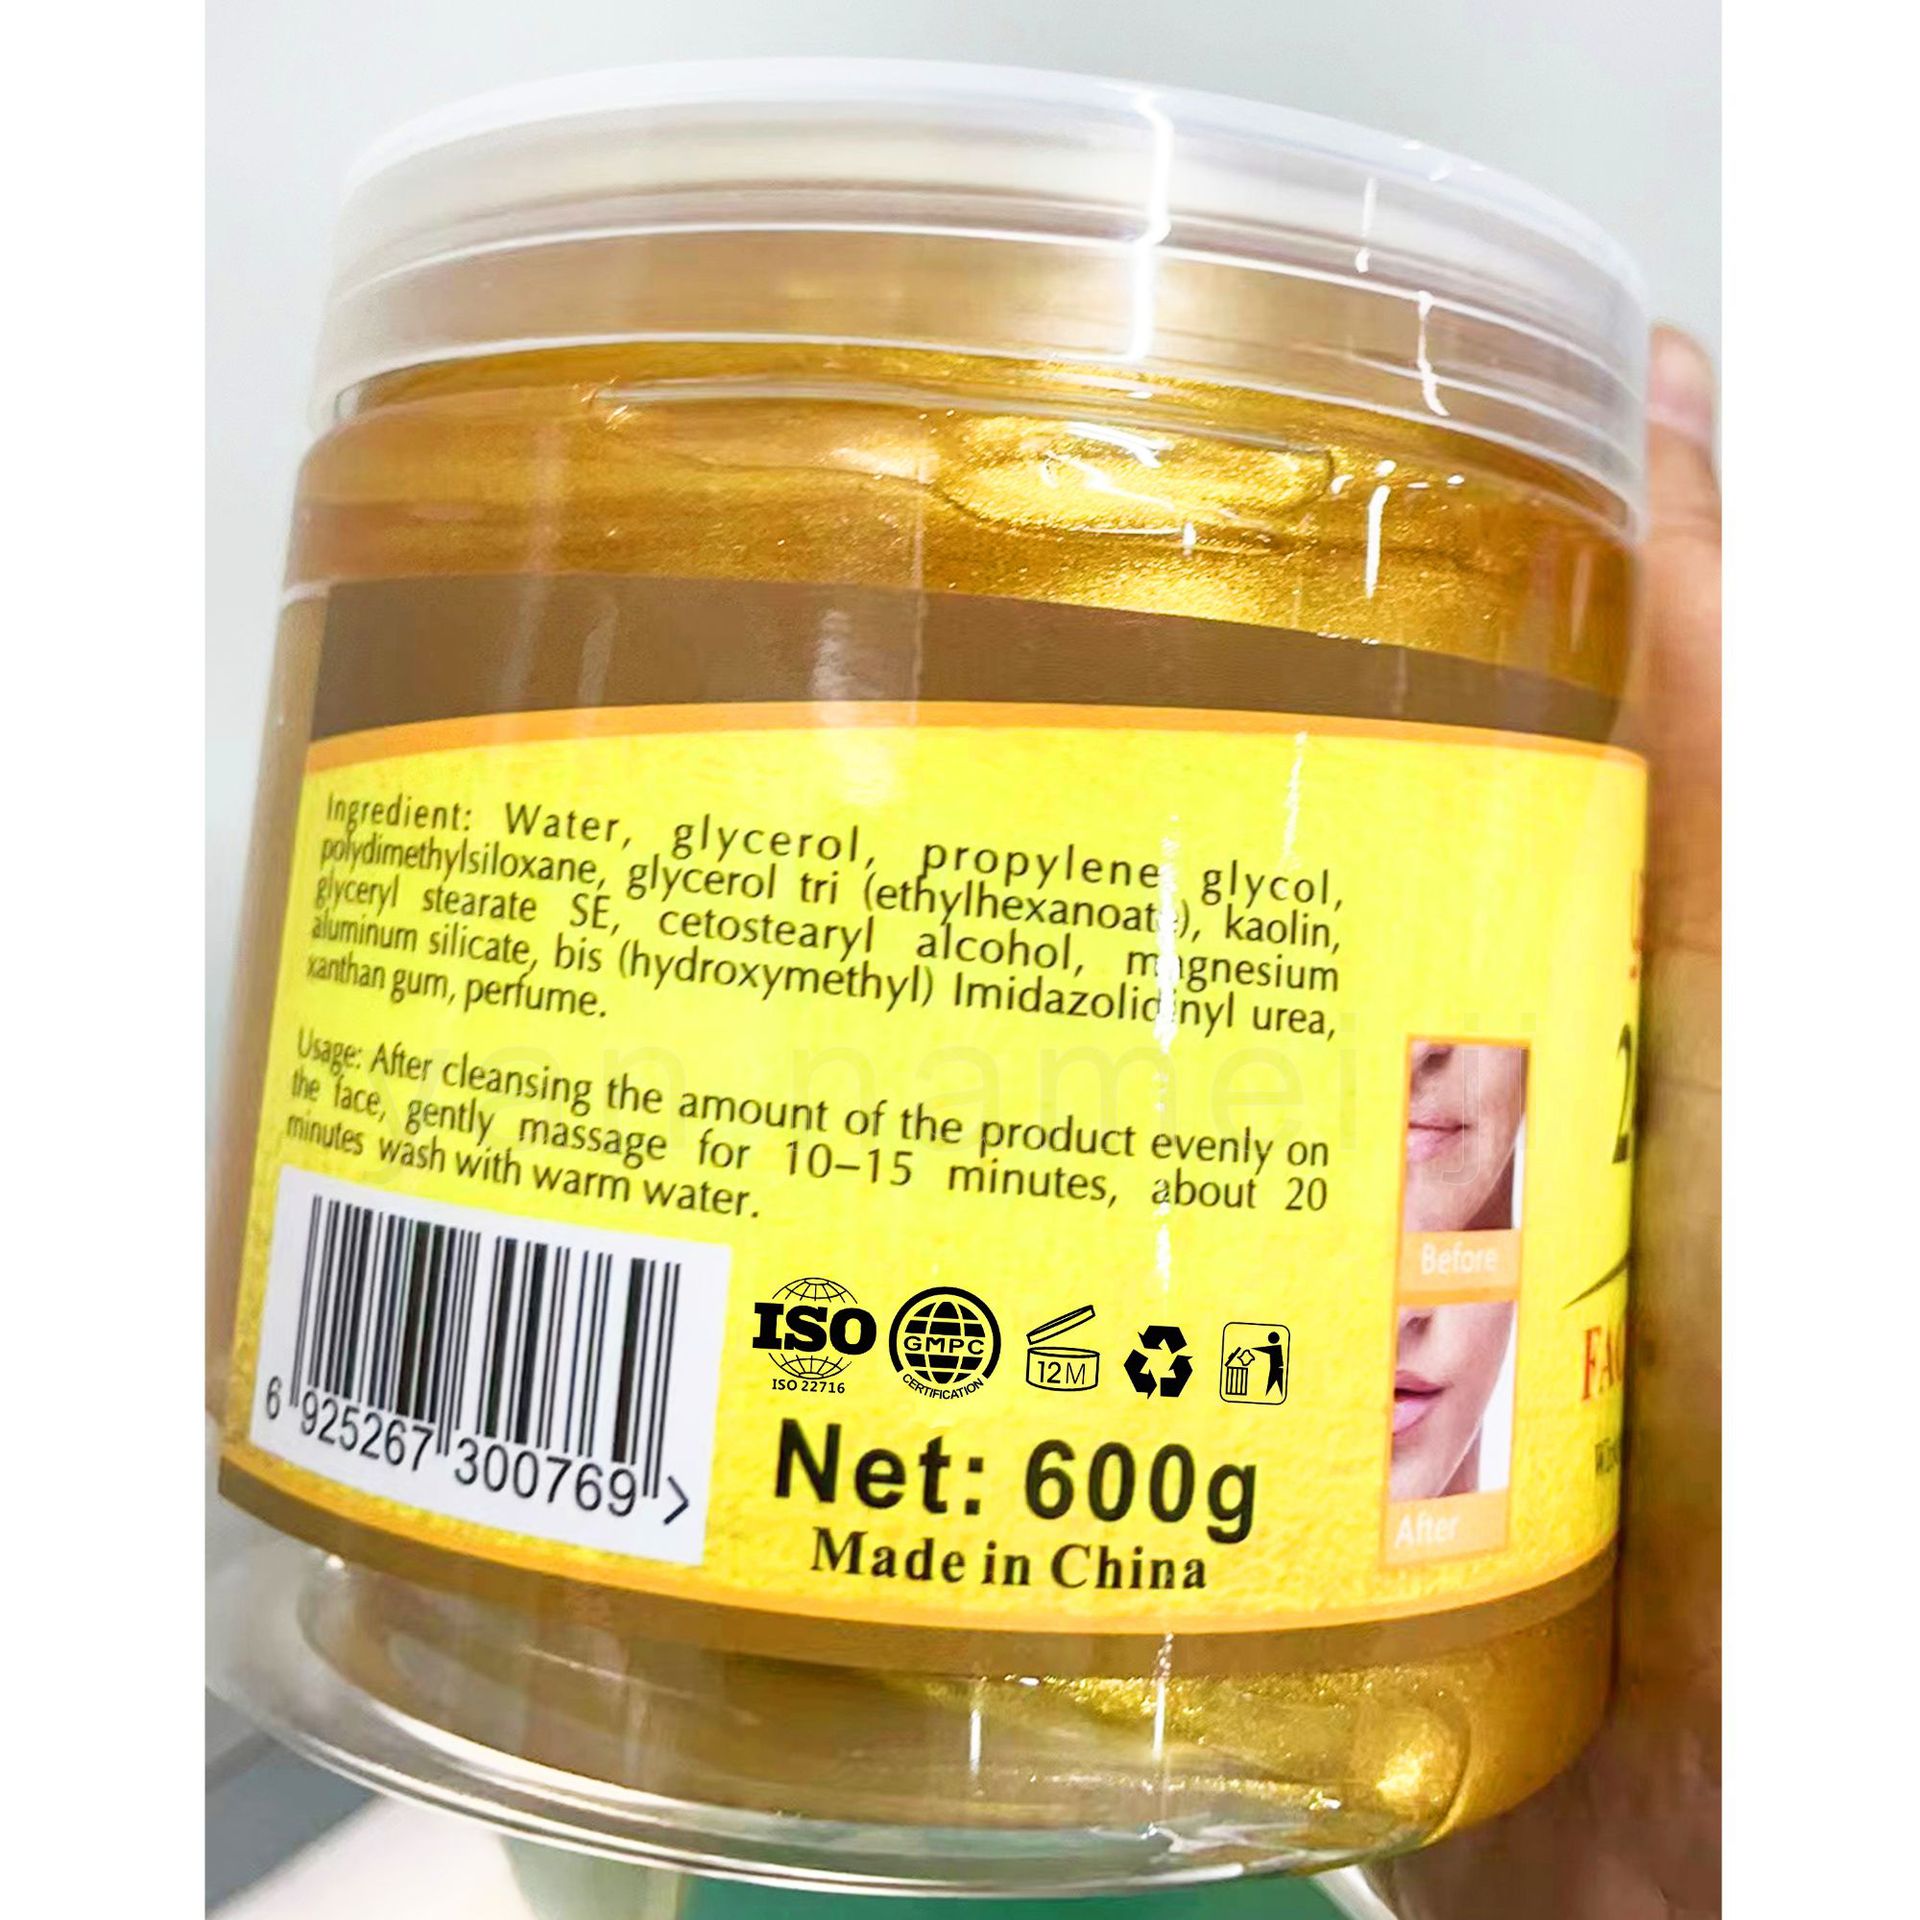 Ingredient: Water, glycerol, propylene glycol,
polydimethylsiloxane, glycerol tri (ethylhexanoate), kaolin,
glyceryl stearate SE, cetostearyl alcohol, magnesium
aluminum silicate, bis (hydroxymethyl) Imidazolidinyl urea,
xanthan gum, perfume.
Usage: After cleansing the amount of the product evenly on
the face, gently massage for 10–15 minutes, about 20
minutes wash with warm water.
yan namei ji
6 925267 300769 >
ISO
ISO 22716
GMPC
CERTIFICATION
12M
Net: 600g
Made in China
Before
After